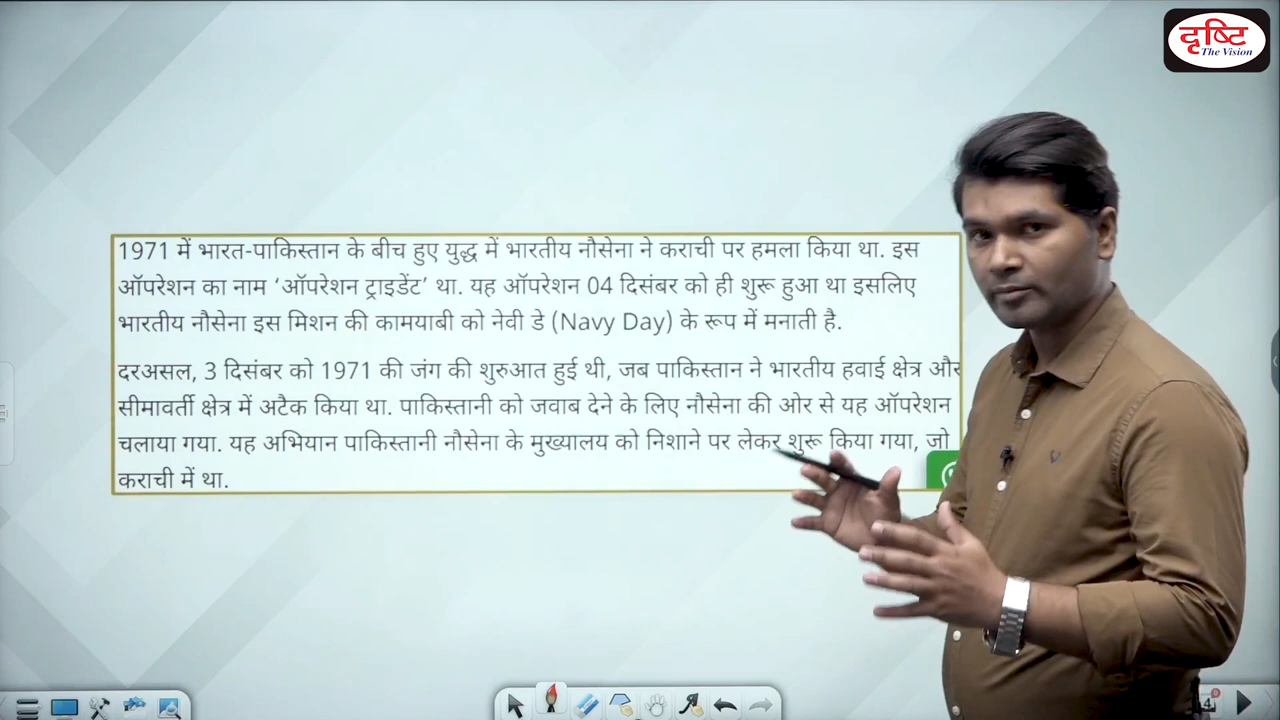 दृष्टि
The Vision
1971 में भारत-पाकिस्तान के बीच हुए युद्ध में भारतीय नौसेना ने कराची पर हमला किया था. इस
ऑपरेशन का नाम ‘ऑपरेशन ट्राइडेंट’ था. यह ऑपरेशन 04 दिसंबर को ही शुरू हुआ था इसलिए
भारतीय नौसेना इस मिशन की कामयाबी को नेवी डे (Navy Day) के रूप में मनाती है.
दरअसल, 3 दिसंबर को 1971 की जंग की शुरुआत हुई थी, जब पाकिस्तान ने भारतीय हवाई क्षेत्र और
सीमावर्ती क्षेत्र में अटैक किया था. पाकिस्तानी को जवाब देने के लिए नौसेना की ओर से यह ऑपरेशन
चलाया गया. यह अभियान पाकिस्तानी नौसेना के मुख्यालय को निशाने पर लेकर शुरू किया गया, जो
कराची में था.
4